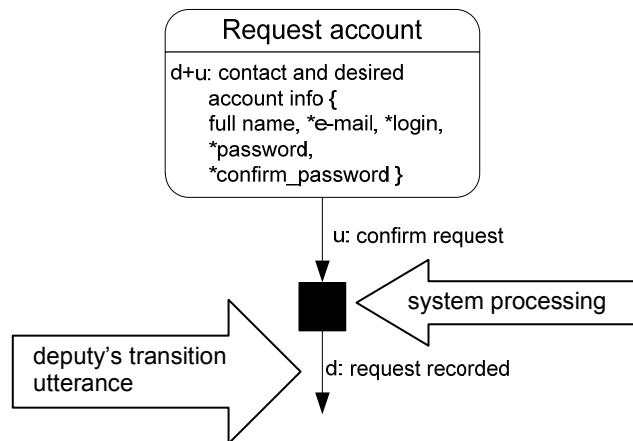 Request account
d+u: contact and desired
account info {
full name, *e-mail, *login,
*password,
*confirm_password }
u: confirm request
system processing
deputy's transition
utterance
d: request recorded